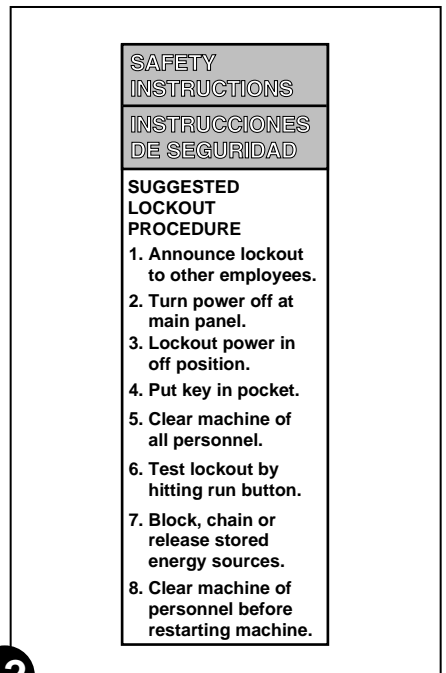 SAFETY
INSTRUCTIONS
INSTRUCCIONES
DE SEGURIDAD
SUGGESTED
LOCKOUT
PROCEDURE
1. Announce lockout
to other employees.
2. Turn power off at
main panel.
3. Lockout power in
off position.
4. Put key in pocket.
5. Clear machine of
all personnel.
6. Test lockout by
hitting run button.
7. Block, chain or
release stored
energy sources.
8. Clear machine of
personnel before
restarting machine.